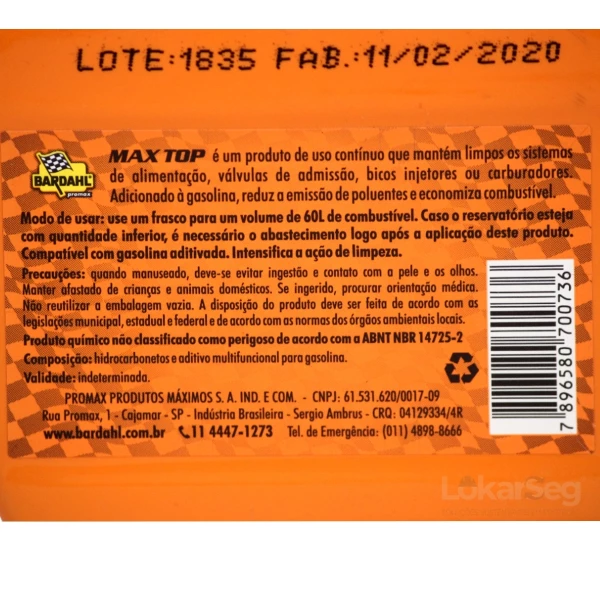 LOTE:1835 FAB.:11/02/2020
BARDAHL
promax
MAX TOP é um produto de uso contínuo que mantém limpos os sistemas
de alimentação, válvulas de admissão, bicos injetores ou carburadores.
Adicionado à gasolina, reduz a emissão de poluentes e economiza combustível.
Modo de usar: use um frasco para um volume de 60L de combustível. Caso o reservatório esteja
com quantidade inferior, é necessário o abastecimento logo após a aplicação deste produto.
Compatível com gasolina aditivada. Intensifica a ação de limpeza.
Precauções: quando manuseado, deve-se evitar ingestão e contato com a pele e os olhos.
Manter afastado de crianças e animais domésticos. Se ingerido, procurar orientação médica.
Não reutilizar a embalagem vazia. A disposição do produto deve ser feita de acordo com as
legislações municipal, estadual e federal e de acordo com as normas dos órgãos ambientais locais.
Produto químico não classificado como perigoso de acordo com a ABNT NBR 14725-2
Composição: hidrocarbonetos e aditivo multifuncional para gasolina.
Validade: indeterminada.
PROMAX PRODUTOS MÁXIMOS S. A. IND. E COM. - CNPJ: 61.531.620/0017-09
Rua Promax, 1 - Cajamar - SP - Indústria Brasileira - Sergio Ambrus - CRQ: 04129334/4R
www.bardahl.com.br 11 4447-1273 Tel. de Emergência: (011) 4898-8666
7 896580 700736
LokarSeg